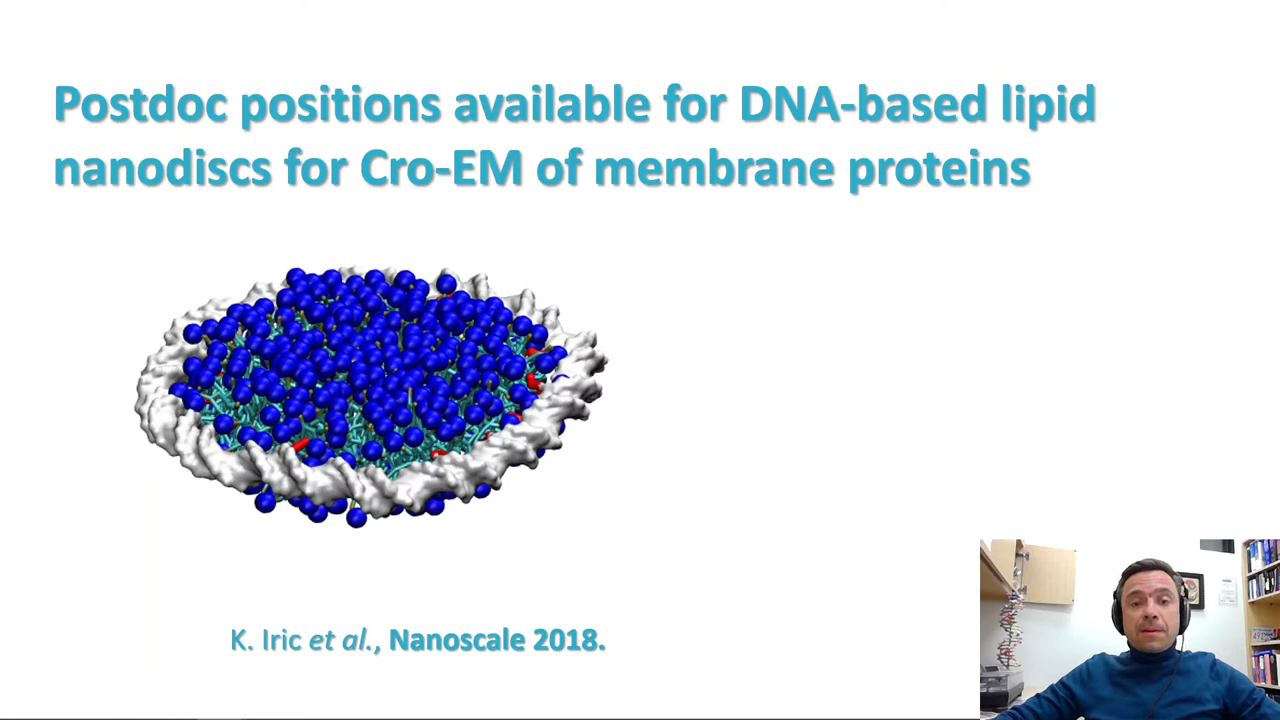 Postdoc positions available for DNA-based lipid
nanodiscs for Cro-EM of membrane proteins
K. Iric et al., Nanoscale 2018.